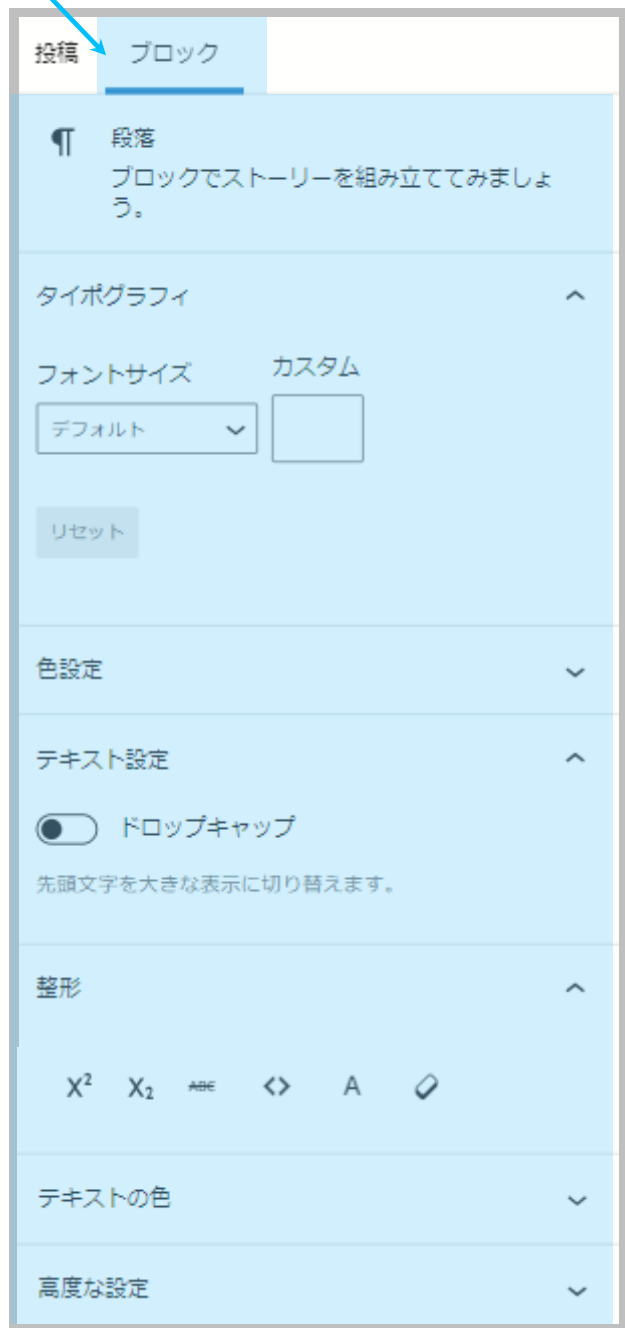 投稿 ブロック
段落
ブロックでストーリーを組み立ててみましょ
う。
タイポグラフィ
フォントサイズ カスタム
デフォルト
リセット
色設定
テキスト設定
ドロップキャップ
先頭文字を大きな表示に切り替えます。
整形
X² X₂ ABC <> A
テキストの色
高度な設定